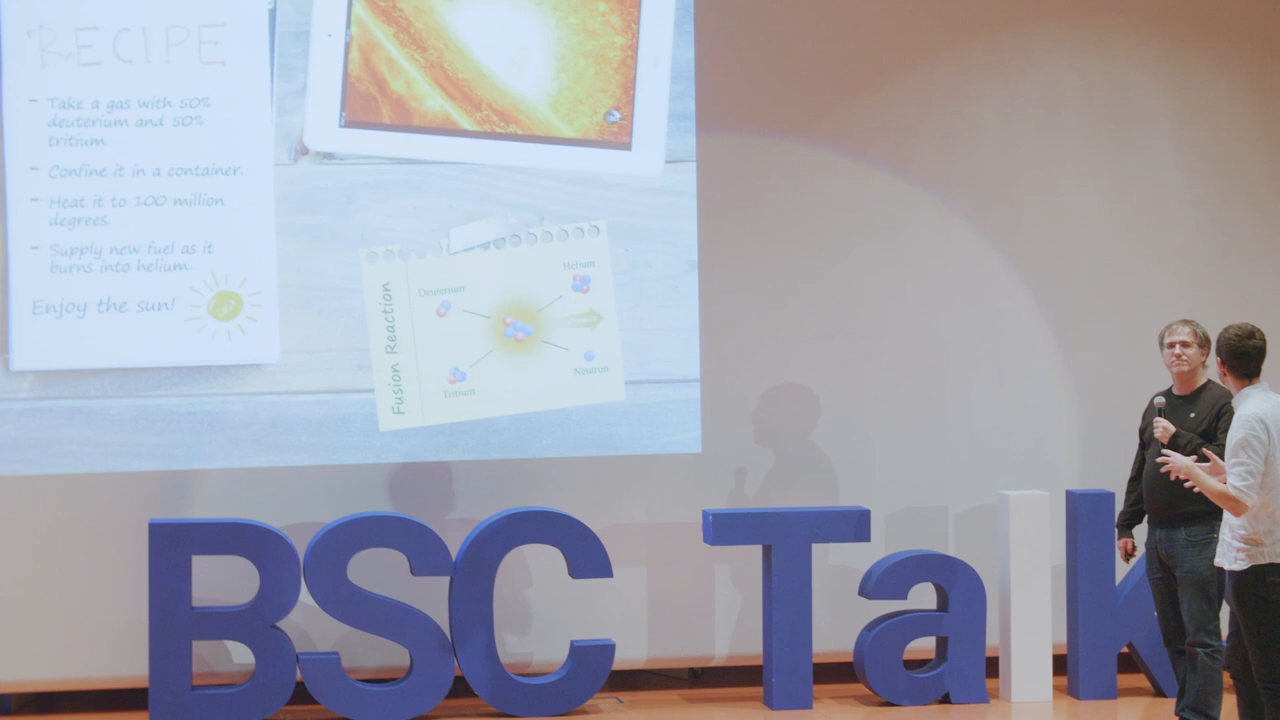 RECIPE
- Take a gas with 50%
deuterium and 50%
tritium.
- Confine it in a container.
- Heat it to 100 million
degrees.
- Supply new fuel as it
burns into helium.
Enjoy the sun!
Fusion Reaction
Deuterium
Helium
Tritium
Neutron
BSC Talk